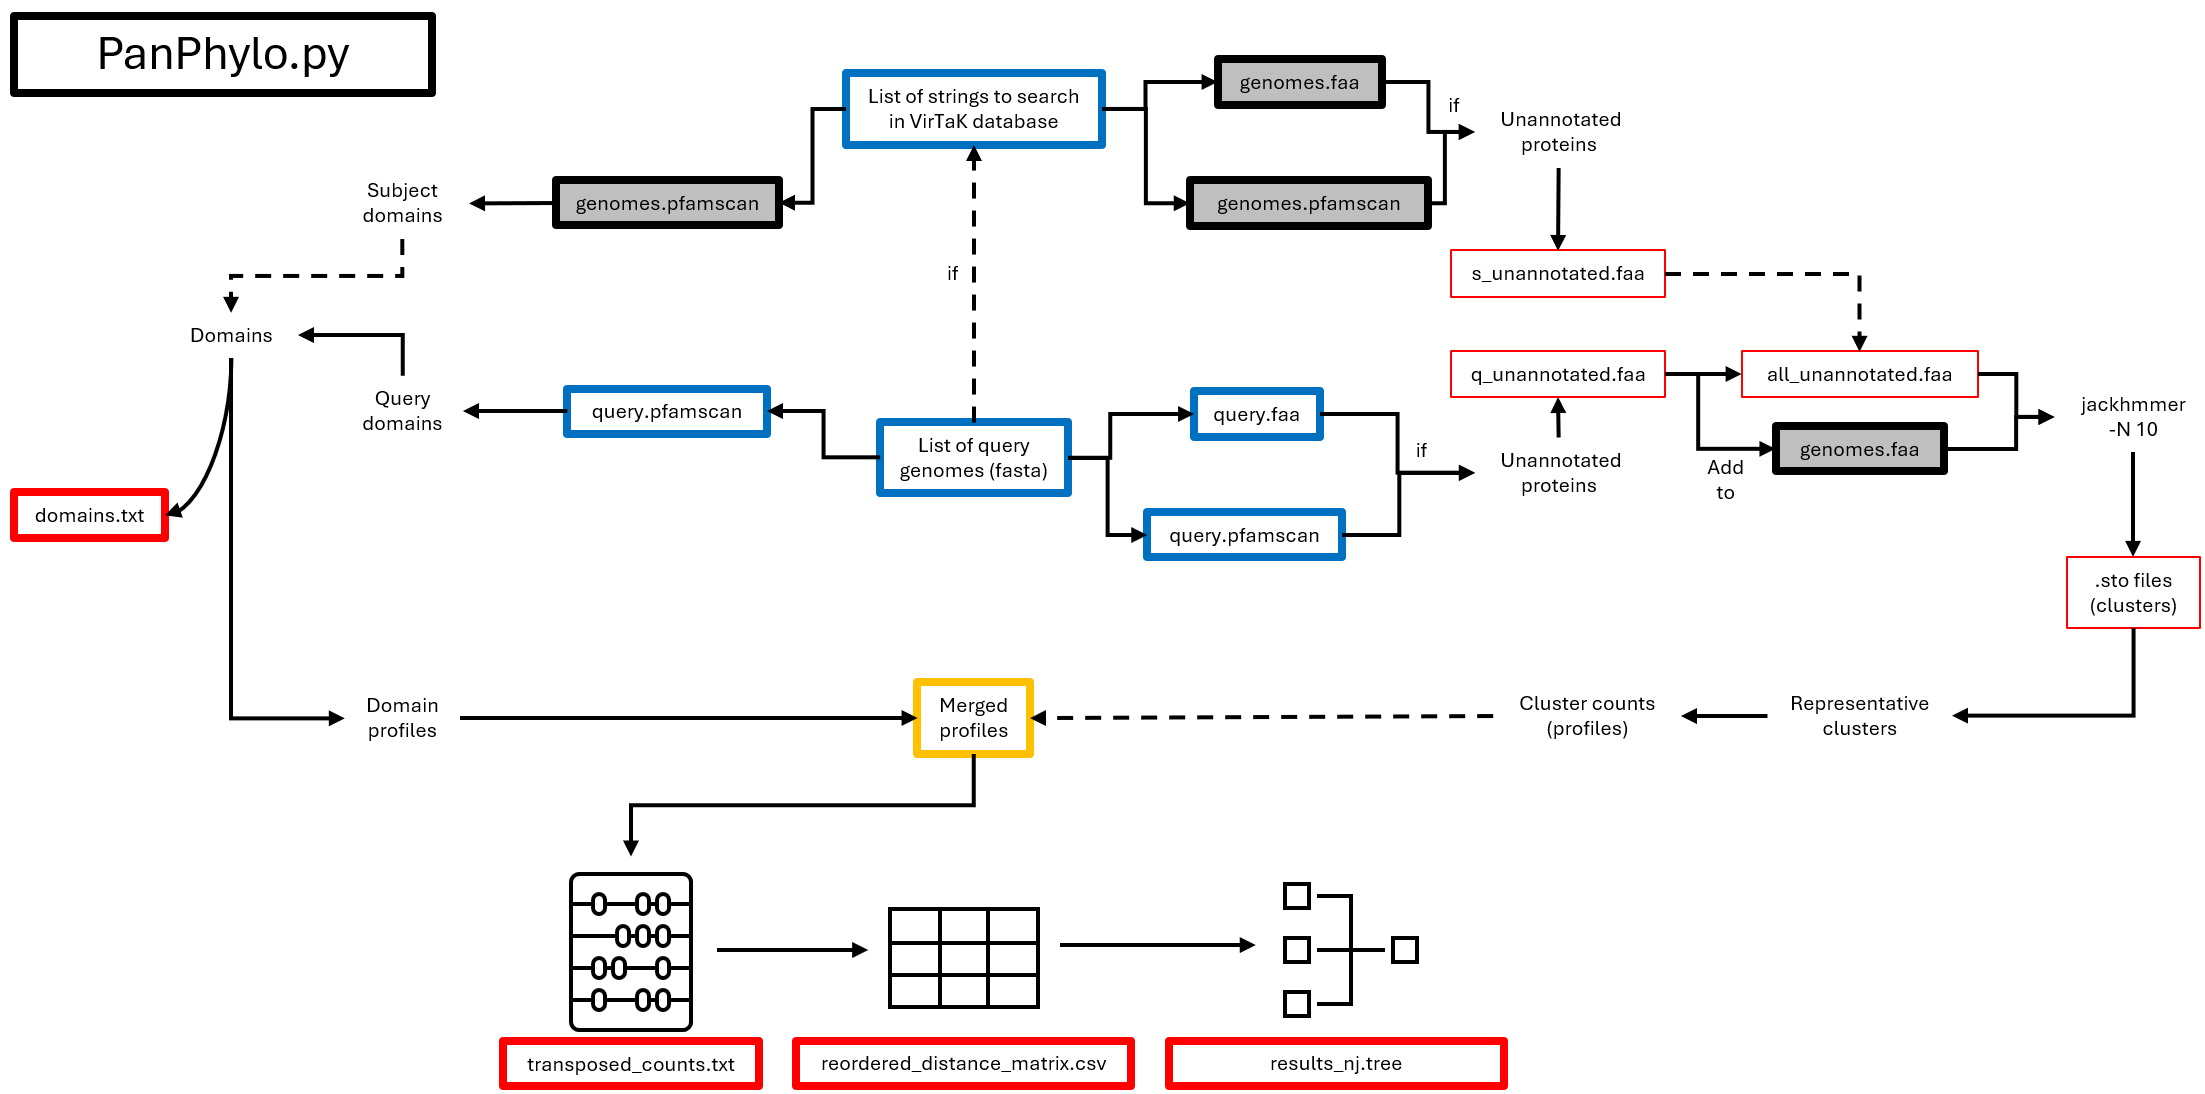 PanPhylo.py
List of strings to search
in VirTaK database
genomes.faa
if
Unannotated
proteins
Subject
domains
genomes.pfamscan
genomes.pfamscan
if
s_unannotated.faa
Domains
Query
domains
query.pfamscan
List of query
genomes (fasta)
query.faa
if
q_unannotated.faa
all_unannotated.faa
jackhmmer
-N 10
Unannotated
proteins
Add
to
genomes.faa
domains.txt
query.pfamscan
.sto files
(clusters)
Domain
profiles
Merged
profiles
Cluster counts
(profiles)
Representative
clusters
transposed_counts.txt
reordered_distance_matrix.csv
results_nj.tree